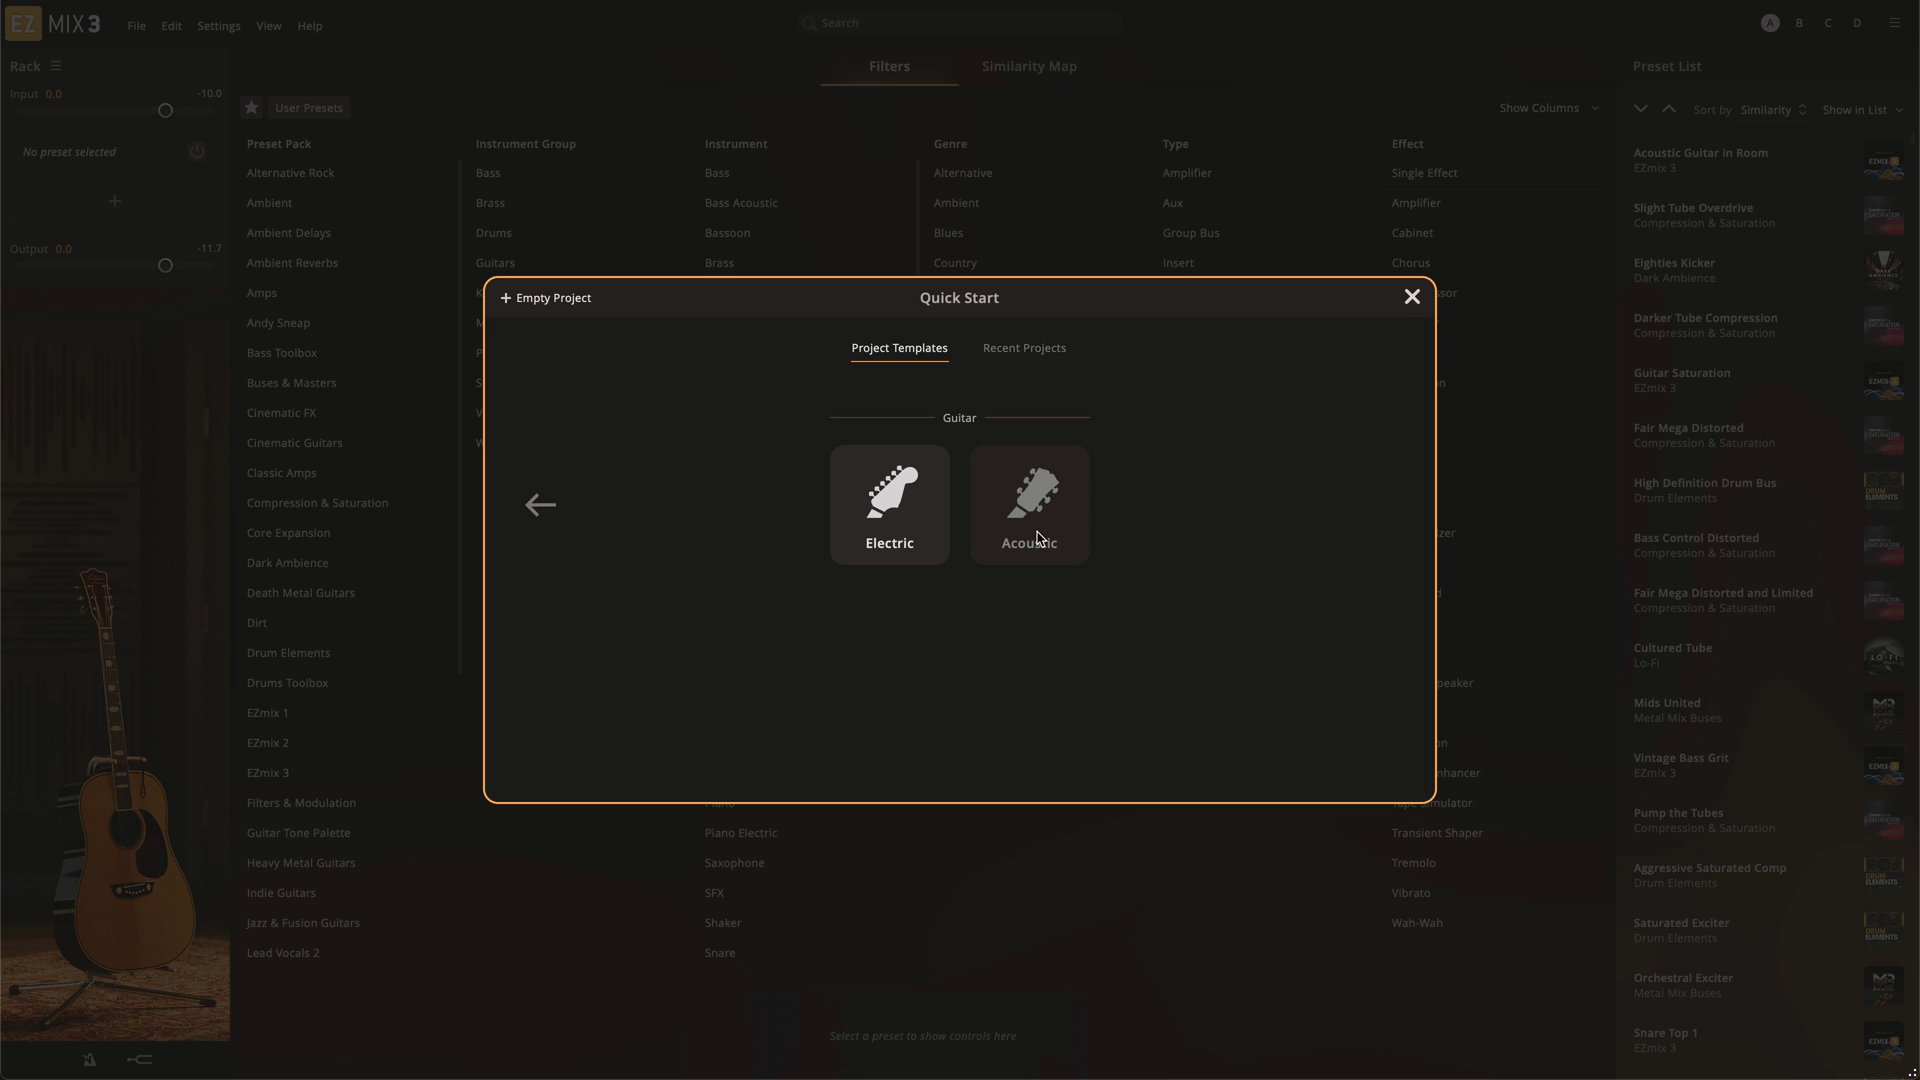 EZ MIX 3
File Edit Settings View Help
Search
A B C D
Rack
Input 0.0 -10.0
No preset selected
Output 0.0 -11.7
Filters
Similarity Map
User Presets
Show Columns
Preset Pack
Alternative Rock
Ambient
Ambient Delays
Ambient Reverbs
Amps
Andy Sneap
Bass Toolbox
Buses & Masters
Cinematic FX
Cinematic Guitars
Classic Amps
Compression & Saturation
Core Expansion
Dark Ambience
Death Metal Guitars
Dirt
Drum Elements
Drums Toolbox
EZmix 1
EZmix 2
EZmix 3
Filters & Modulation
Guitar Tone Palette
Heavy Metal Guitars
Indie Guitars
Jazz & Fusion Guitars
Lead Vocals 2
Instrument Group
Bass
Brass
Drums
Guitars
Instrument
Bass
Bass Acoustic
Bassoon
Brass
Piano
Piano Electric
Saxophone
SFX
Shaker
Snare
Genre
Alternative
Ambient
Blues
Country
Type
Amplifier
Aux
Group Bus
Insert
Effect
Single Effect
Amplifier
Cabinet
Chorus
Tape Simulator
Transient Shaper
Tremolo
Vibrato
Wah-Wah
+ Empty Project
Quick Start
Project Templates
Recent Projects
Guitar
Electric
Acoustic
Select a preset to show controls here
Preset List
Sort by Similarity Show in List
Acoustic Guitar in Room
EZmix 3
Slight Tube Overdrive
Compression & Saturation
Eighties Kicker
Dark Ambience
Darker Tube Compression
Compression & Saturation
Guitar Saturation
EZmix 3
Fair Mega Distorted
Compression & Saturation
High Definition Drum Bus
Drum Elements
Bass Control Distorted
Compression & Saturation
Fair Mega Distorted and Limited
Compression & Saturation
Cultured Tube
Lo-Fi
Mids United
Metal Mix Buses
Vintage Bass Grit
EZmix 3
Pump the Tubes
Compression & Saturation
Aggressive Saturated Comp
Drum Elements
Saturated Exciter
Drum Elements
Orchestral Exciter
Metal Mix Buses
Snare Top 1
EZmix 3